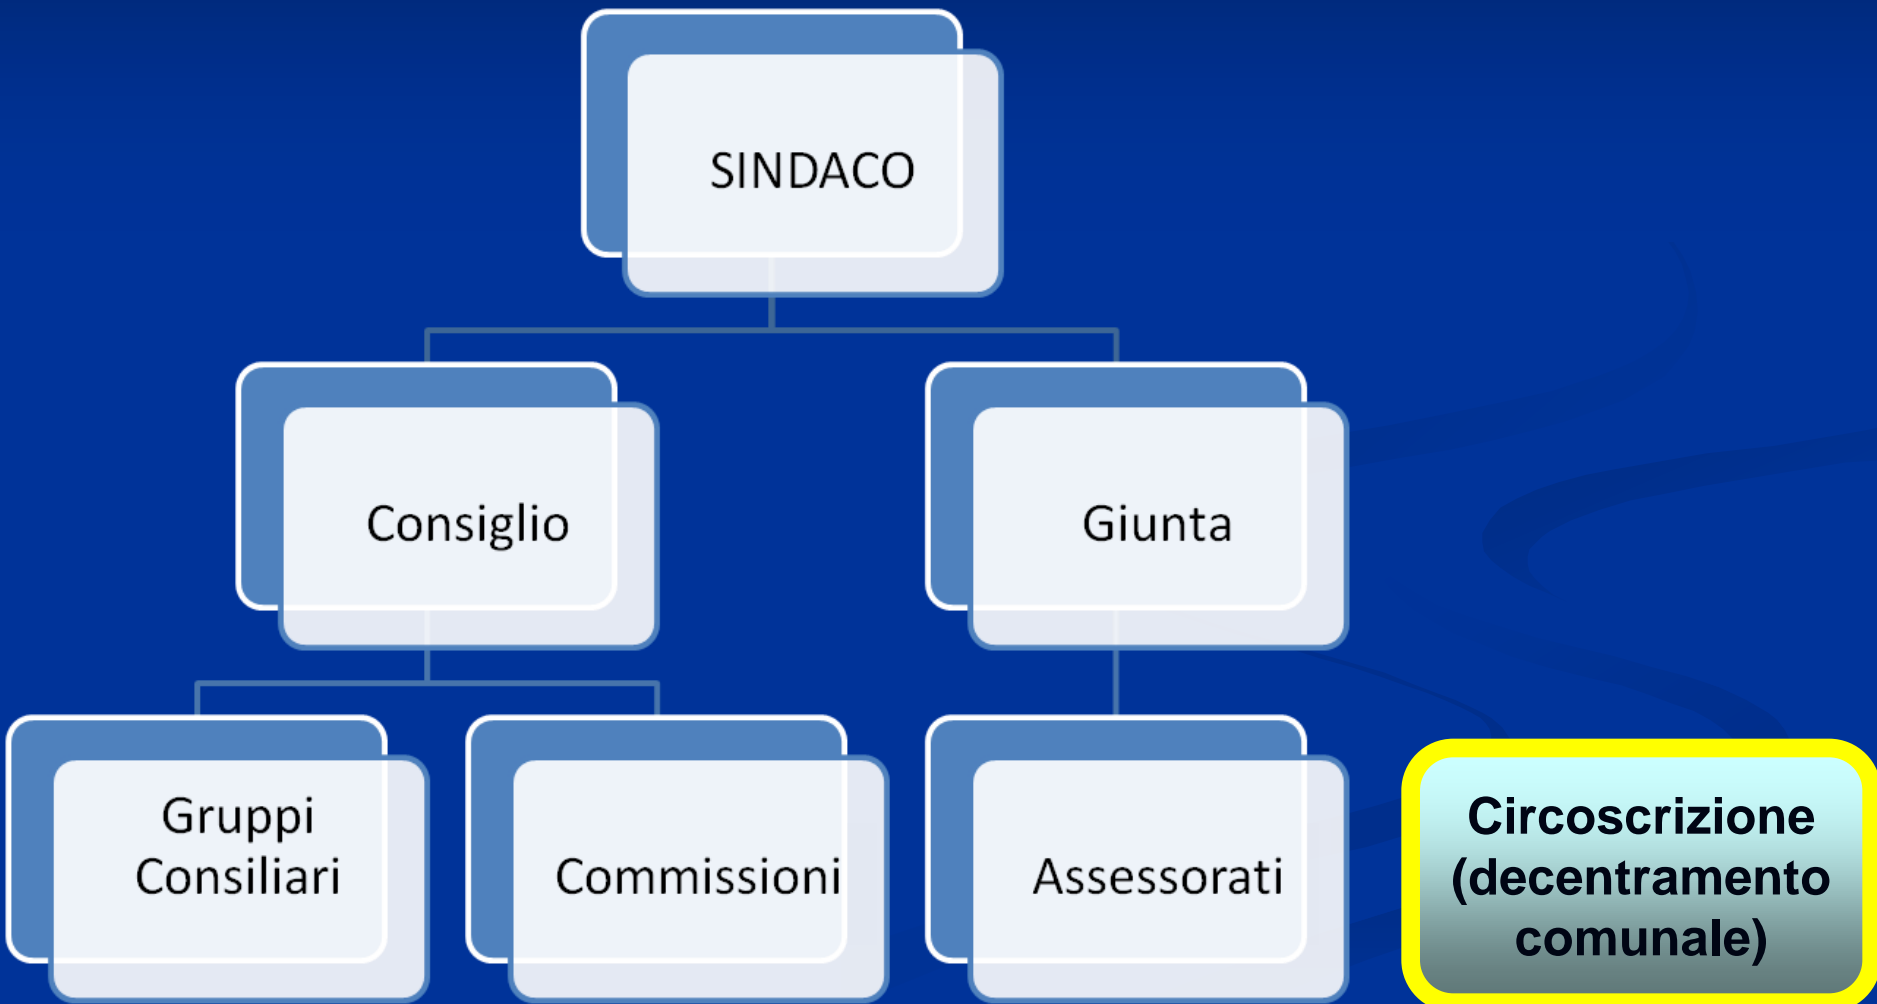 SINDACO
Consiglio
Giunta
Gruppi
Consiliari
Commissioni
Assessorati
Circoscrizione
(decentramento
comunale)